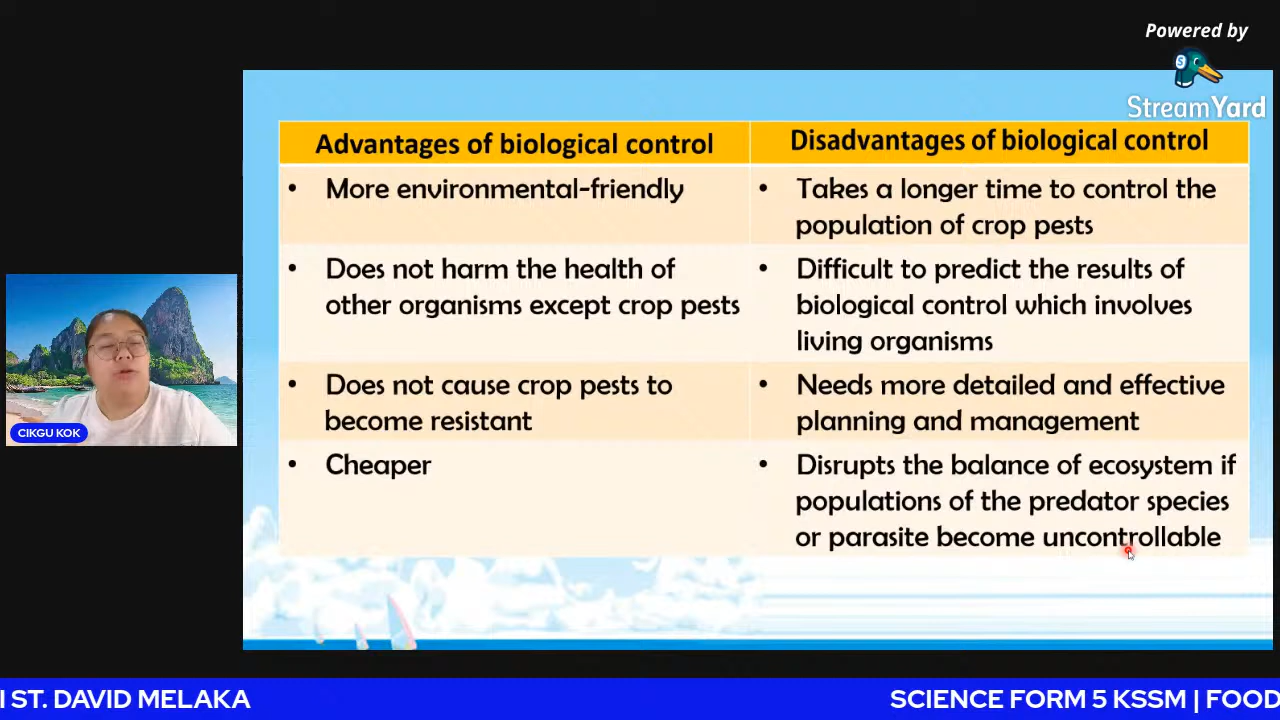 Powered by
StreamYard
Advantages of biological control
Disadvantages of biological control
• More environmental-friendly
• Takes a longer time to control the
population of crop pests
• Does not harm the health of
other organisms except crop pests
• Difficult to predict the results of
biological control which involves
living organisms
• Does not cause crop pests to
become resistant
• Needs more detailed and effective
planning and management
• Cheaper
• Disrupts the balance of ecosystem if
populations of the predator species
or parasite become uncontrollable
CIKGU KOK
I ST. DAVID MELAKA
SCIENCE FORM 5 KSSM | FOOD